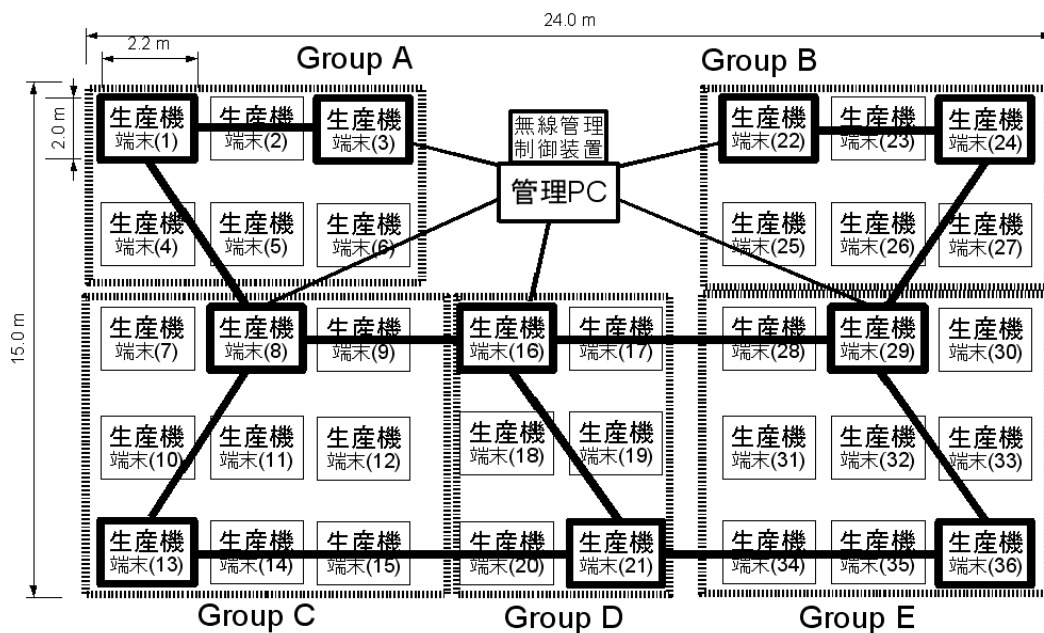 24.0 m
2.2 m
Group A
Group B
15.0 m
2.0 m
生産機
端末(1)
生産機
端末(2)
生産機
端末(3)
無線管理
制御装置
管理PC
生産機
端末(22)
生産機
端末(23)
生産機
端末(24)
生産機
端末(4)
生産機
端末(5)
生産機
端末(6)
生産機
端末(25)
生産機
端末(26)
生産機
端末(27)
生産機
端末(7)
生産機
端末(8)
生産機
端末(9)
生産機
端末(16)
生産機
端末(17)
生産機
端末(28)
生産機
端末(29)
生産機
端末(30)
生産機
端末(10)
生産機
端末(11)
生産機
端末(12)
生産機
端末(18)
生産機
端末(19)
生産機
端末(31)
生産機
端末(32)
生産機
端末(33)
生産機
端末(13)
生産機
端末(14)
生産機
端末(15)
生産機
端末(20)
生産機
端末(21)
生産機
端末(34)
生産機
端末(35)
生産機
端末(36)
Group C
Group D
Group E